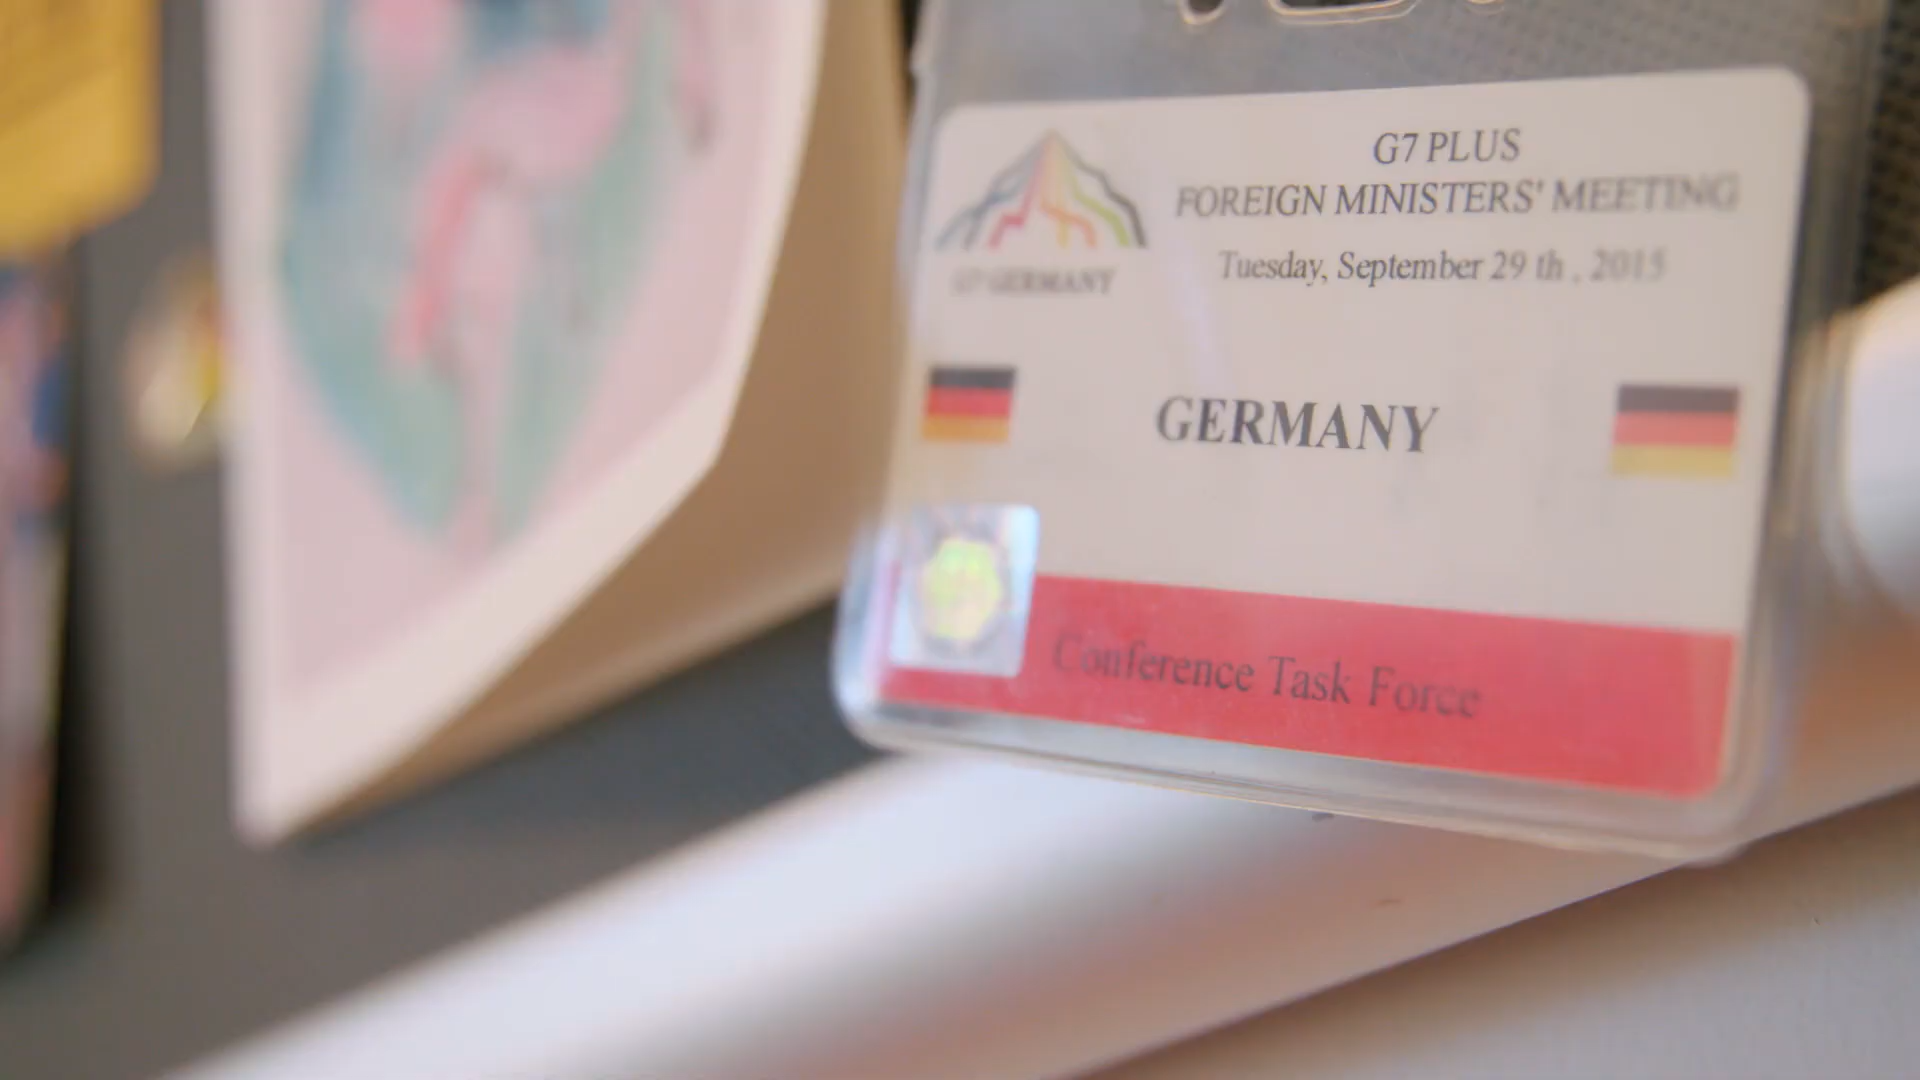 G7 PLUS
FOREIGN MINISTERS' MEETING
Tuesday, September 29 th , 2015
G7 GERMANY
GERMANY
Conference Task Force